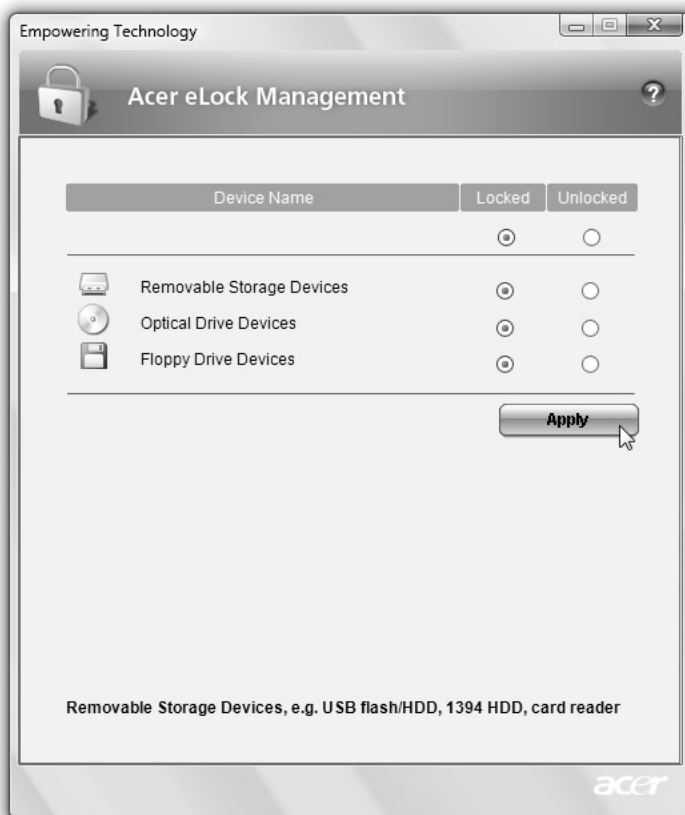 Empowering Technology
Acer eLock Management
?
Device Name Locked Unlocked
Removable Storage Devices
Optical Drive Devices
Floppy Drive Devices
Apply
Removable Storage Devices, e.g. USB flash/HDD, 1394 HDD, card reader
acer